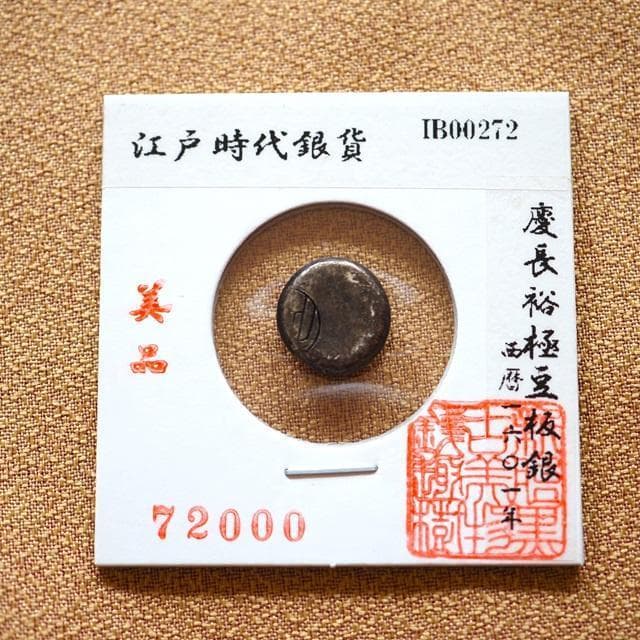 江戸時代銀貨
IB00272
慶長裕極豆板銀
西暦一六〇一年
美品
72000